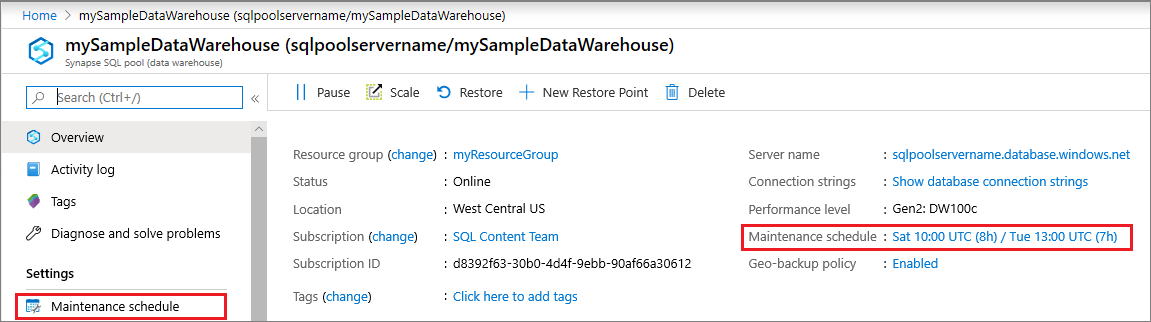 Home > mySampleDataWarehouse (sqlpoolservername/mySampleDataWarehouse)
mySampleDataWarehouse (sqlpoolservername/mySampleDataWarehouse)
Synapse SQL pool (data warehouse)
Search (Ctrl+/)
«
Pause
Scale
Restore
New Restore Point
Delete
Overview
Activity log
Tags
Diagnose and solve problems
Settings
Maintenance schedule
Resource group (change) : myResourceGroup
Status : Online
Location : West Central US
Subscription (change) : SQL Content Team
Subscription ID : d8392f63-30b0-4d4f-9ebb-90af66a30612
Tags (change) : Click here to add tags
Server name : sqlpoolservername.database.windows.net
Connection strings : Show database connection strings
Performance level : Gen2: DW100c
Maintenance schedule : Sat 10:00 UTC (8h) / Tue 13:00 UTC (7h)
Geo-backup policy : Enabled